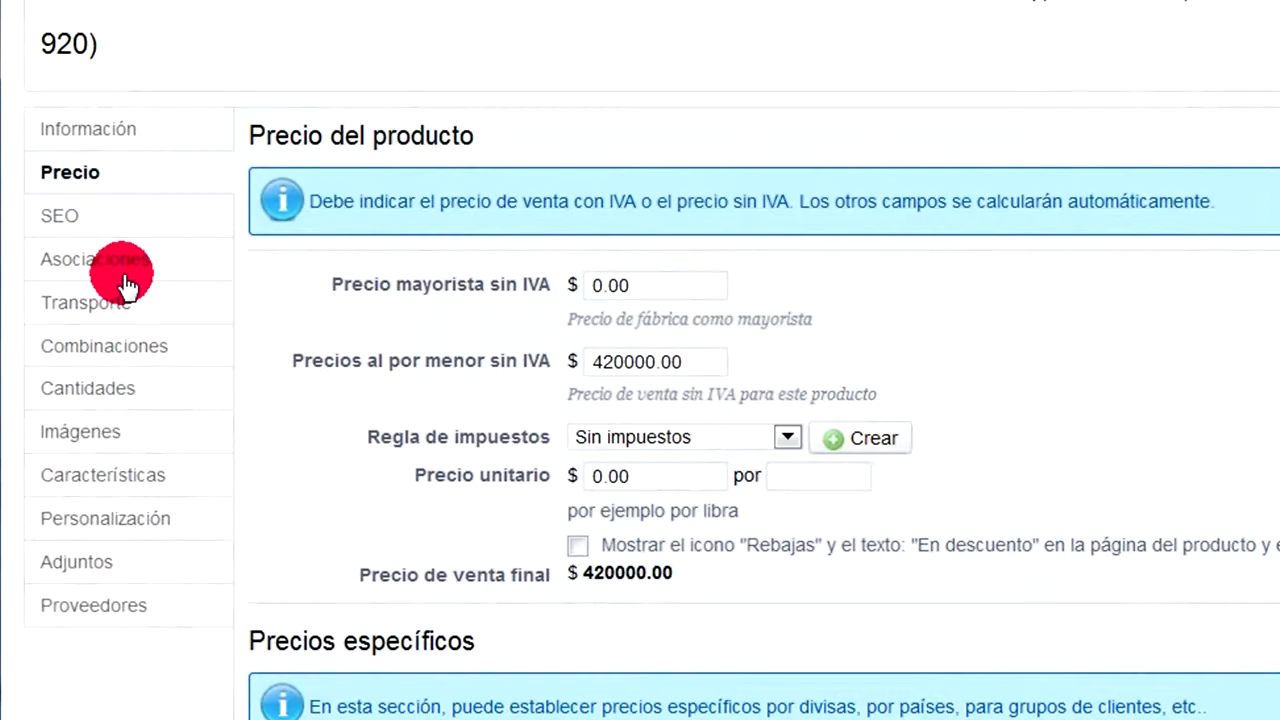 920)
Información
Precio
SEO
Asociaciones
Transporte
Combinaciones
Cantidades
Imágenes
Características
Personalización
Adjuntos
Proveedores
Precio del producto
Debe indicar el precio de venta con IVA o el precio sin IVA. Los otros campos se calcularán automáticamente.
Precio mayorista sin IVA $ 0.00
Precio de fábrica como mayorista
Precios al por menor sin IVA $ 420000.00
Precio de venta sin IVA para este producto
Regla de impuestos Sin impuestos Crear
Precio unitario $ 0.00 por
por ejemplo por libra
Mostrar el icono "Rebajas" y el texto: "En descuento" en la página del producto y
Precio de venta final $ 420000.00
Precios específicos
En esta sección, puede establecer precios específicos por divisas, por países, para grupos de clientes, etc..